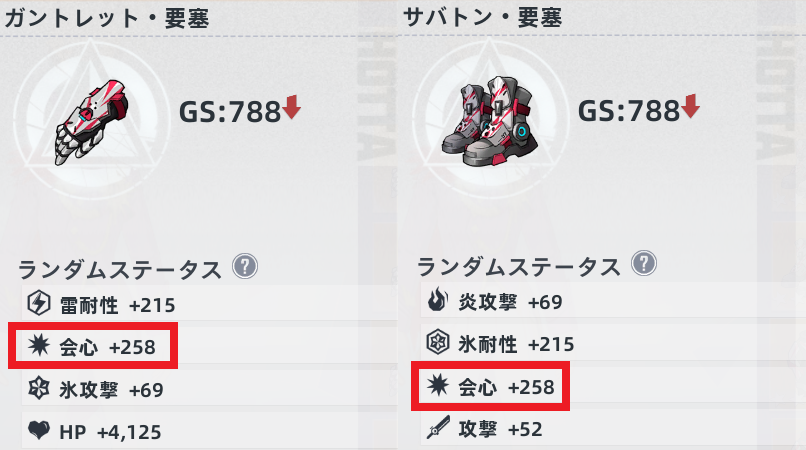 ガントレット・要塞
GS:788
ランダムステータス ?
雷耐性 +215
会心 +258
氷攻撃 +69
HP +4,125
サバトン・要塞
GS:788
ランダムステータス ?
炎攻撃 +69
氷耐性 +215
会心 +258
攻撃 +52
HOTTA